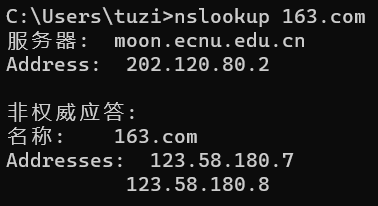 C:\Users\tuzi>nslookup 163.com
服务器:  moon.ecnu.edu.cn
Address:  202.120.80.2
非权威应答:
名称:    163.com
Addresses:  123.58.180.7
          123.58.180.8